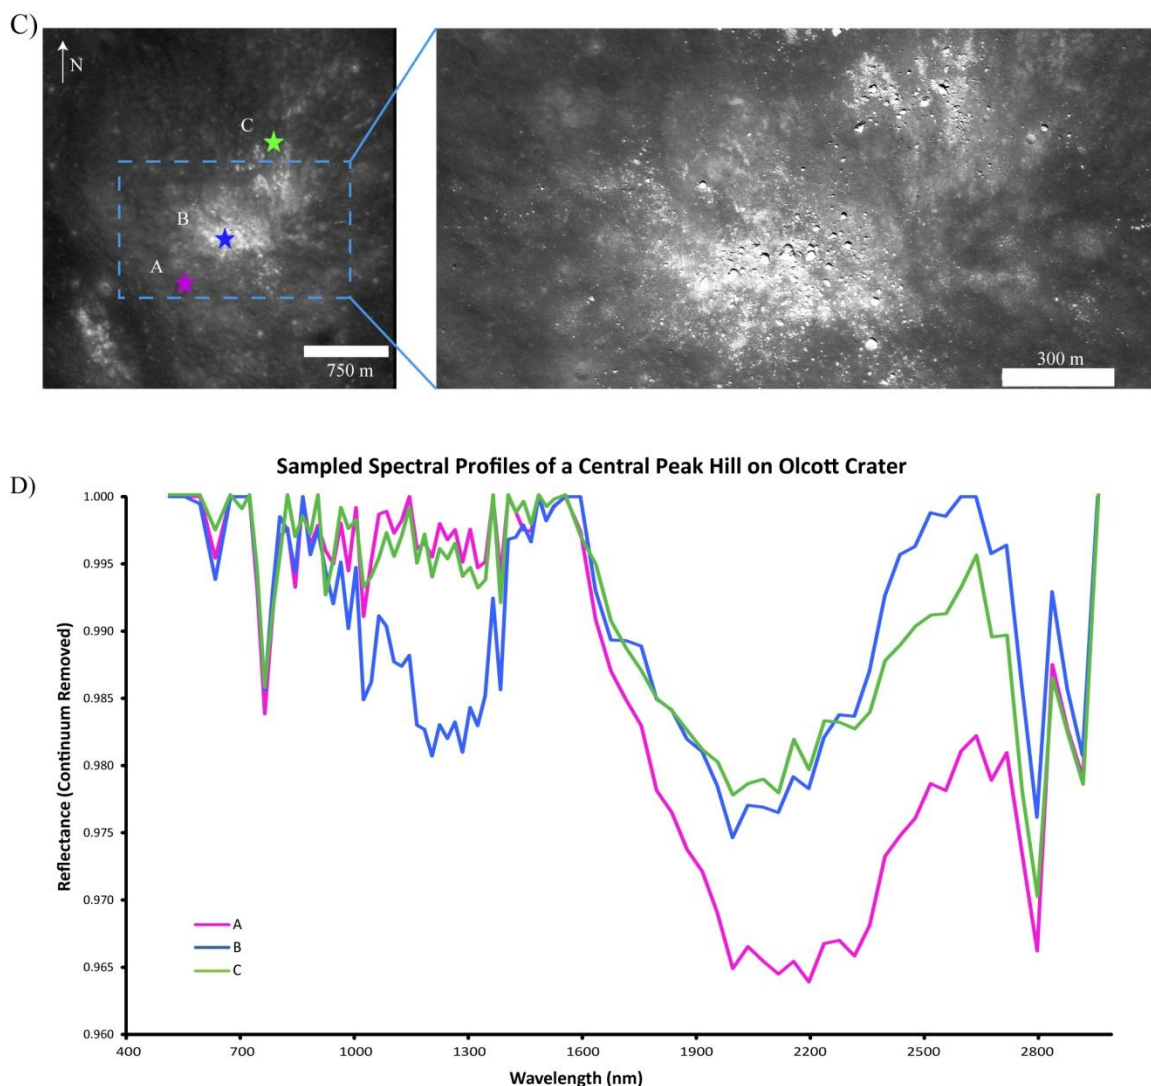 C)
N
C
B
A
750 m
300 m
D)
Sampled Spectral Profiles of a Central Peak Hill on Olcott Crater
Reflectance (Continuum Removed)
1.000
0.995
0.990
0.985
0.980
0.975
0.970
0.965
0.960
A
B
C
400 700 1000 1300 1600 1900 2200 2500 2800
Wavelength (nm)